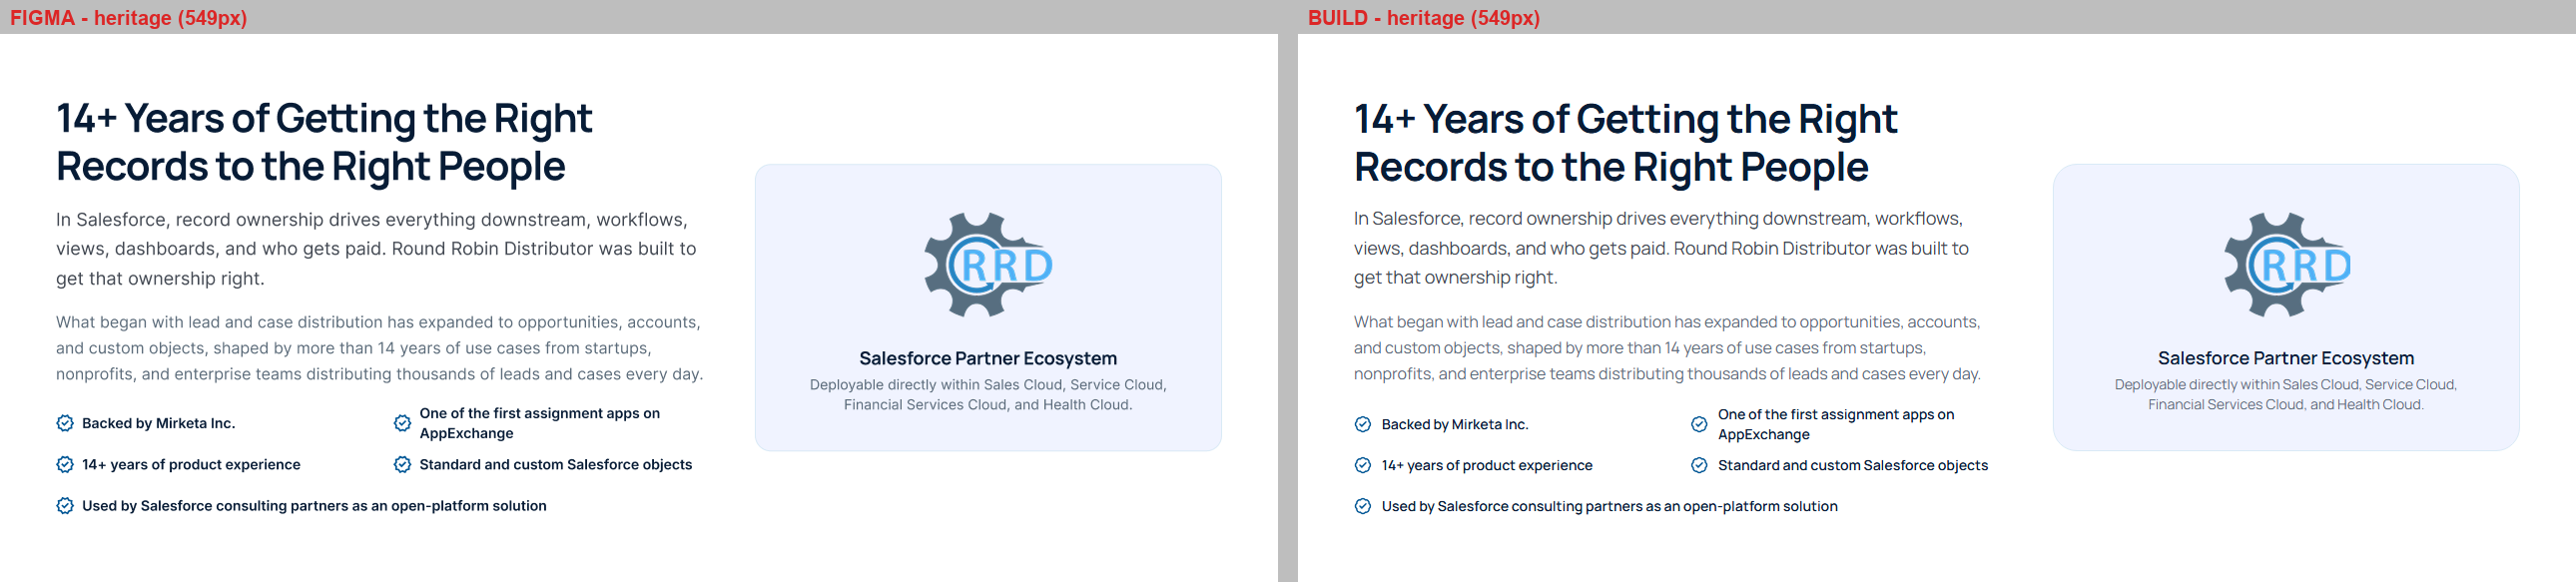 FIGMA - heritage (549px)
14+ Years of Getting the Right
Records to the Right People
In Salesforce, record ownership drives everything downstream, workflows,
views, dashboards, and who gets paid. Round Robin Distributor was built to
get that ownership right.
What began with lead and case distribution has expanded to opportunities, accounts,
and custom objects, shaped by more than 14 years of use cases from startups,
nonprofits, and enterprise teams distributing thousands of leads and cases every day.
Backed by Mirketa Inc.
One of the first assignment apps on
AppExchange
14+ years of product experience
Standard and custom Salesforce objects
Used by Salesforce consulting partners as an open-platform solution
RRD
Salesforce Partner Ecosystem
Deployable directly within Sales Cloud, Service Cloud,
Financial Services Cloud, and Health Cloud.
BUILD - heritage (549px)
14+ Years of Getting the Right
Records to the Right People
In Salesforce, record ownership drives everything downstream, workflows,
views, dashboards, and who gets paid. Round Robin Distributor was built to
get that ownership right.
What began with lead and case distribution has expanded to opportunities, accounts,
and custom objects, shaped by more than 14 years of use cases from startups,
nonprofits, and enterprise teams distributing thousands of leads and cases every day.
Backed by Mirketa Inc.
One of the first assignment apps on
AppExchange
14+ years of product experience
Standard and custom Salesforce objects
Used by Salesforce consulting partners as an open-platform solution
RRD
Salesforce Partner Ecosystem
Deployable directly within Sales Cloud, Service Cloud,
Financial Services Cloud, and Health Cloud.